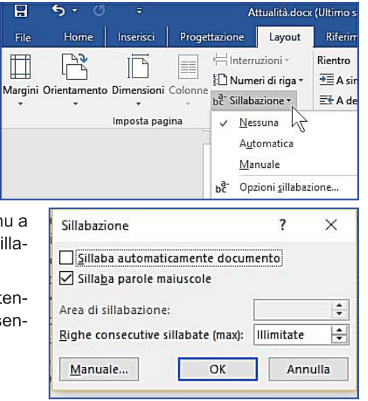 Attualità.docx (Ultimo s
File Home Inserisci Progettazione Layout Riferim
Margini Orientamento Dimensioni Colonne
Interruzioni
Numeri di riga
Sillabazione
Imposta pagina
Rientro
A sin
A de
Nessuna
Automatica
Manuale
Opzioni sillabazione...
nu a
illa-
ten-
sen-
Sillabazione ? ×
Sillaba automaticamente documento
Sillaba parole maiuscole
Area di sillabazione:
Righe consecutive sillabate (max): Illimitate
Manuale... OK Annulla